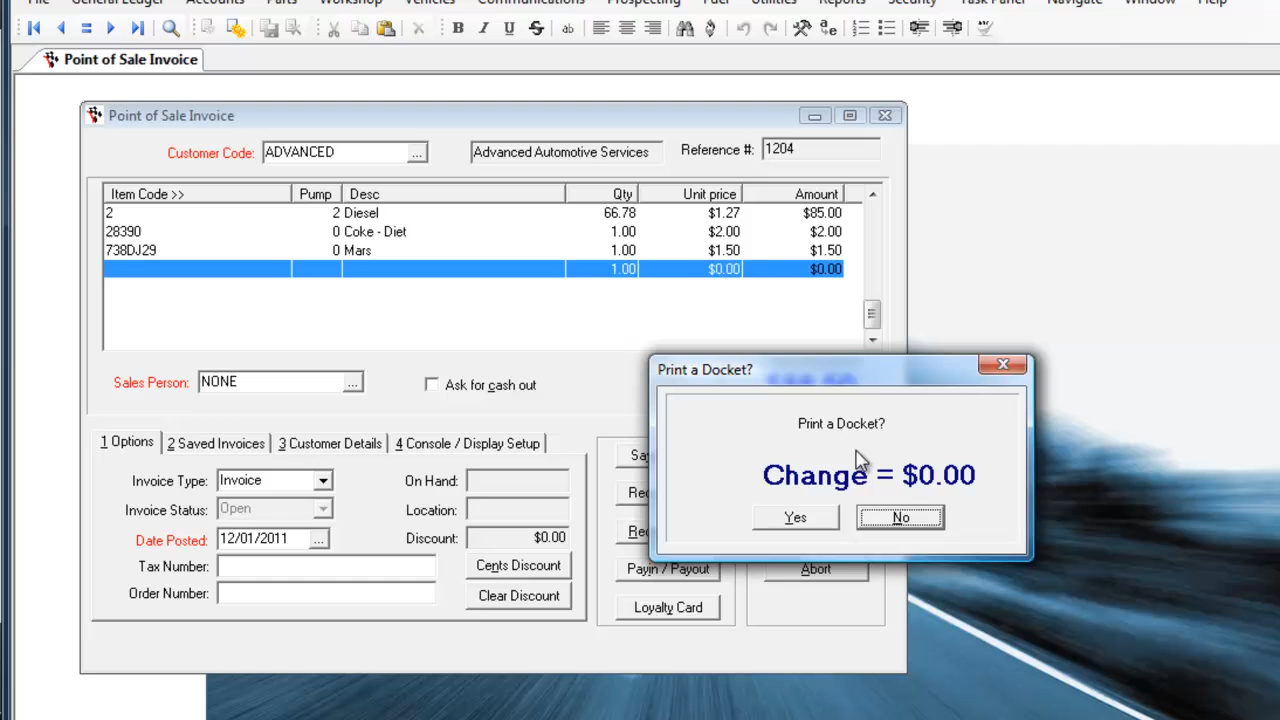 File General Ledger Accounts Parts Workshop Vehicles Communications Prospecting Fuel Utilities Reports Security Task Panel Navigate Window Help
B I U S ab
Point of Sale Invoice
Point of Sale Invoice
Customer Code: ADVANCED ... Advanced Automotive Services Reference #: 1204
Item Code >> Pump Desc Qty Unit price Amount
2 2 Diesel 66.78 $1.27 $85.00
28390 0 Coke - Diet 1.00 $2.00 $2.00
738DJ29 0 Mars 1.00 $1.50 $1.50
1.00 $0.00 $0.00
Sales Person: NONE ... Ask for cash out
Print a Docket?
Print a Docket?
Change = $0.00
Yes No
1 Options 2 Saved Invoices 3 Customer Details 4 Console / Display Setup
Invoice Type: Invoice On Hand:
Invoice Status: Open Location:
Date Posted: 12/01/2011 ... Discount: $0.00
Tax Number: Cents Discount Payin / Payout Abort
Order Number: Clear Discount Loyalty Card